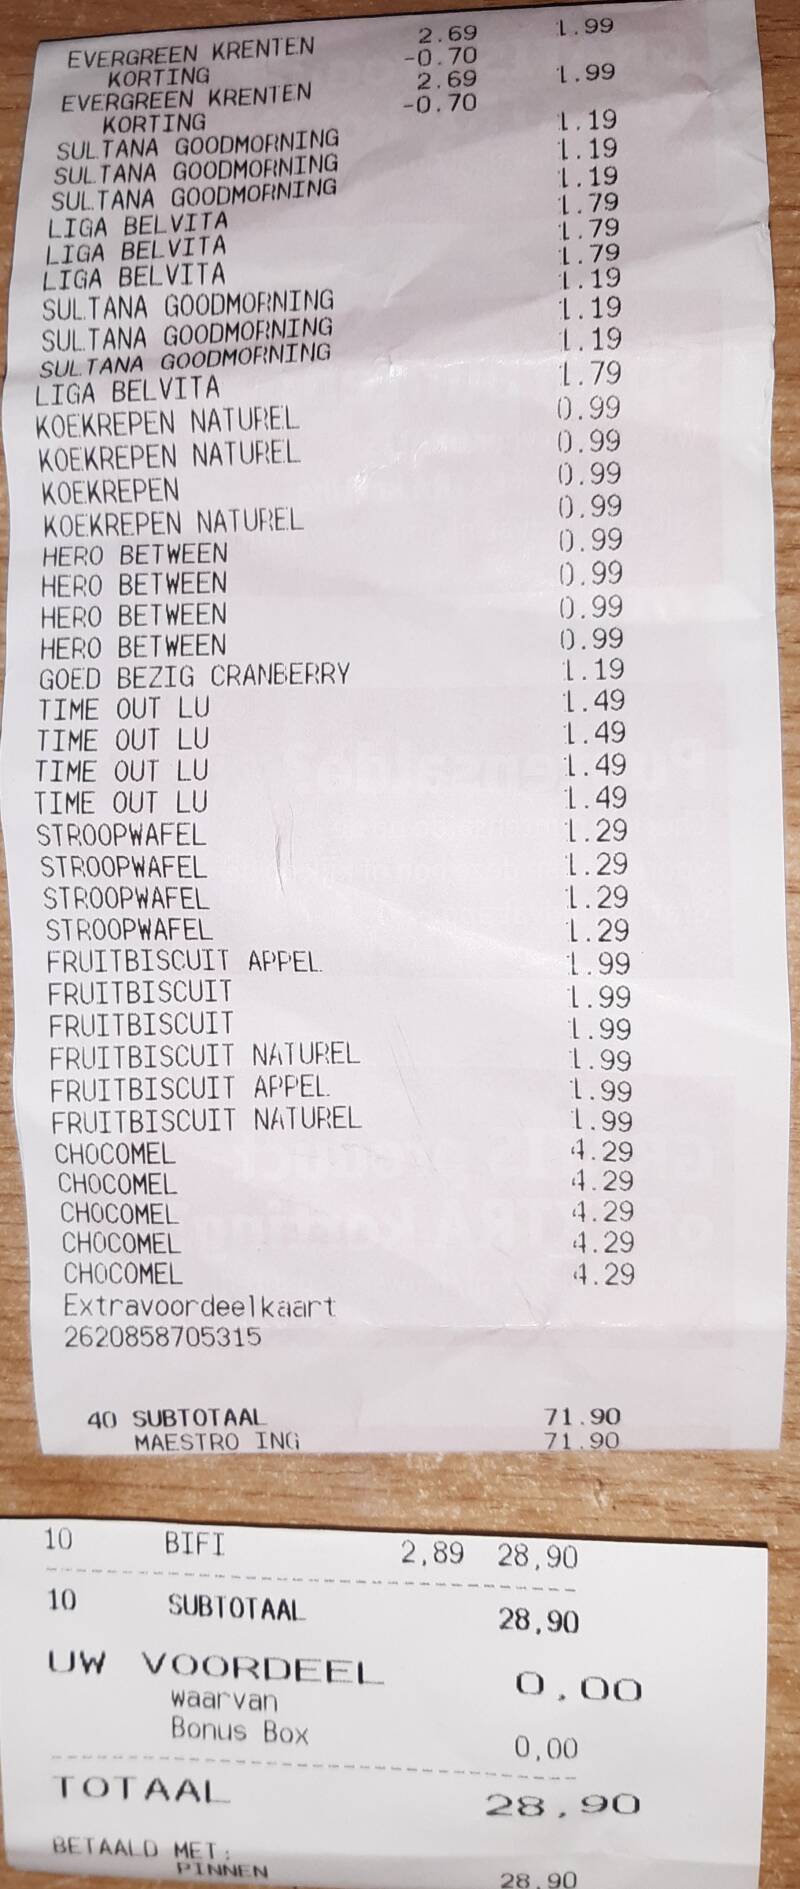 EVERGREEN KRENTEN 2.69 1.99
KORTING -0.70
EVERGREEN KRENTEN 2.69 1.99
KORTING -0.70
SULTANA GOODMORNING 1.19
SULTANA GOODMORNING 1.19
SULTANA GOODMORNING 1.19
LIGA BELVITA 1.79
LIGA BELVITA 1.79
LIGA BELVITA 1.79
SULTANA GOODMORNING 1.19
SULTANA GOODMORNING 1.19
SULTANA GOODMORNING 1.19
LIGA BELVITA 1.79
KOEKREPEN NATUREL 0.99
KOEKREPEN NATUREL 0.99
KOEKREPEN 0.99
KOEKREPEN NATUREL 0.99
HERO BETWEEN 0.99
HERO BETWEEN 0.99
HERO BETWEEN 0.99
HERO BETWEEN 0.99
GOED BEZIG CRANBERRY 1.19
TIME OUT LU 1.49
TIME OUT LU 1.49
TIME OUT LU 1.49
TIME OUT LU 1.49
STROOPWAFEL 1.29
STROOPWAFEL 1.29
STROOPWAFEL 1.29
STROOPWAFEL 1.29
FRUITBISCUIT APPEL 1.99
FRUITBISCUIT 1.99
FRUITBISCUIT 1.99
FRUITBISCUIT NATUREL 1.99
FRUITBISCUIT APPEL 1.99
FRUITBISCUIT NATUREL 1.99
CHOCOMEL 4.29
CHOCOMEL 4.29
CHOCOMEL 4.29
CHOCOMEL 4.29
CHOCOMEL 4.29
Extravoordeelkaart
2620858705315
40 SUBTOTAAL 71.90
MAESTRO ING 71.90
10 BIFI 2,89 28,90
10 SUBTOTAAL 28,90
UW VOORDEEL 0,00
waarvan
Bonus Box 0,00
TOTAAL 28,90
BETAALD MET:
PINNEN 28,90